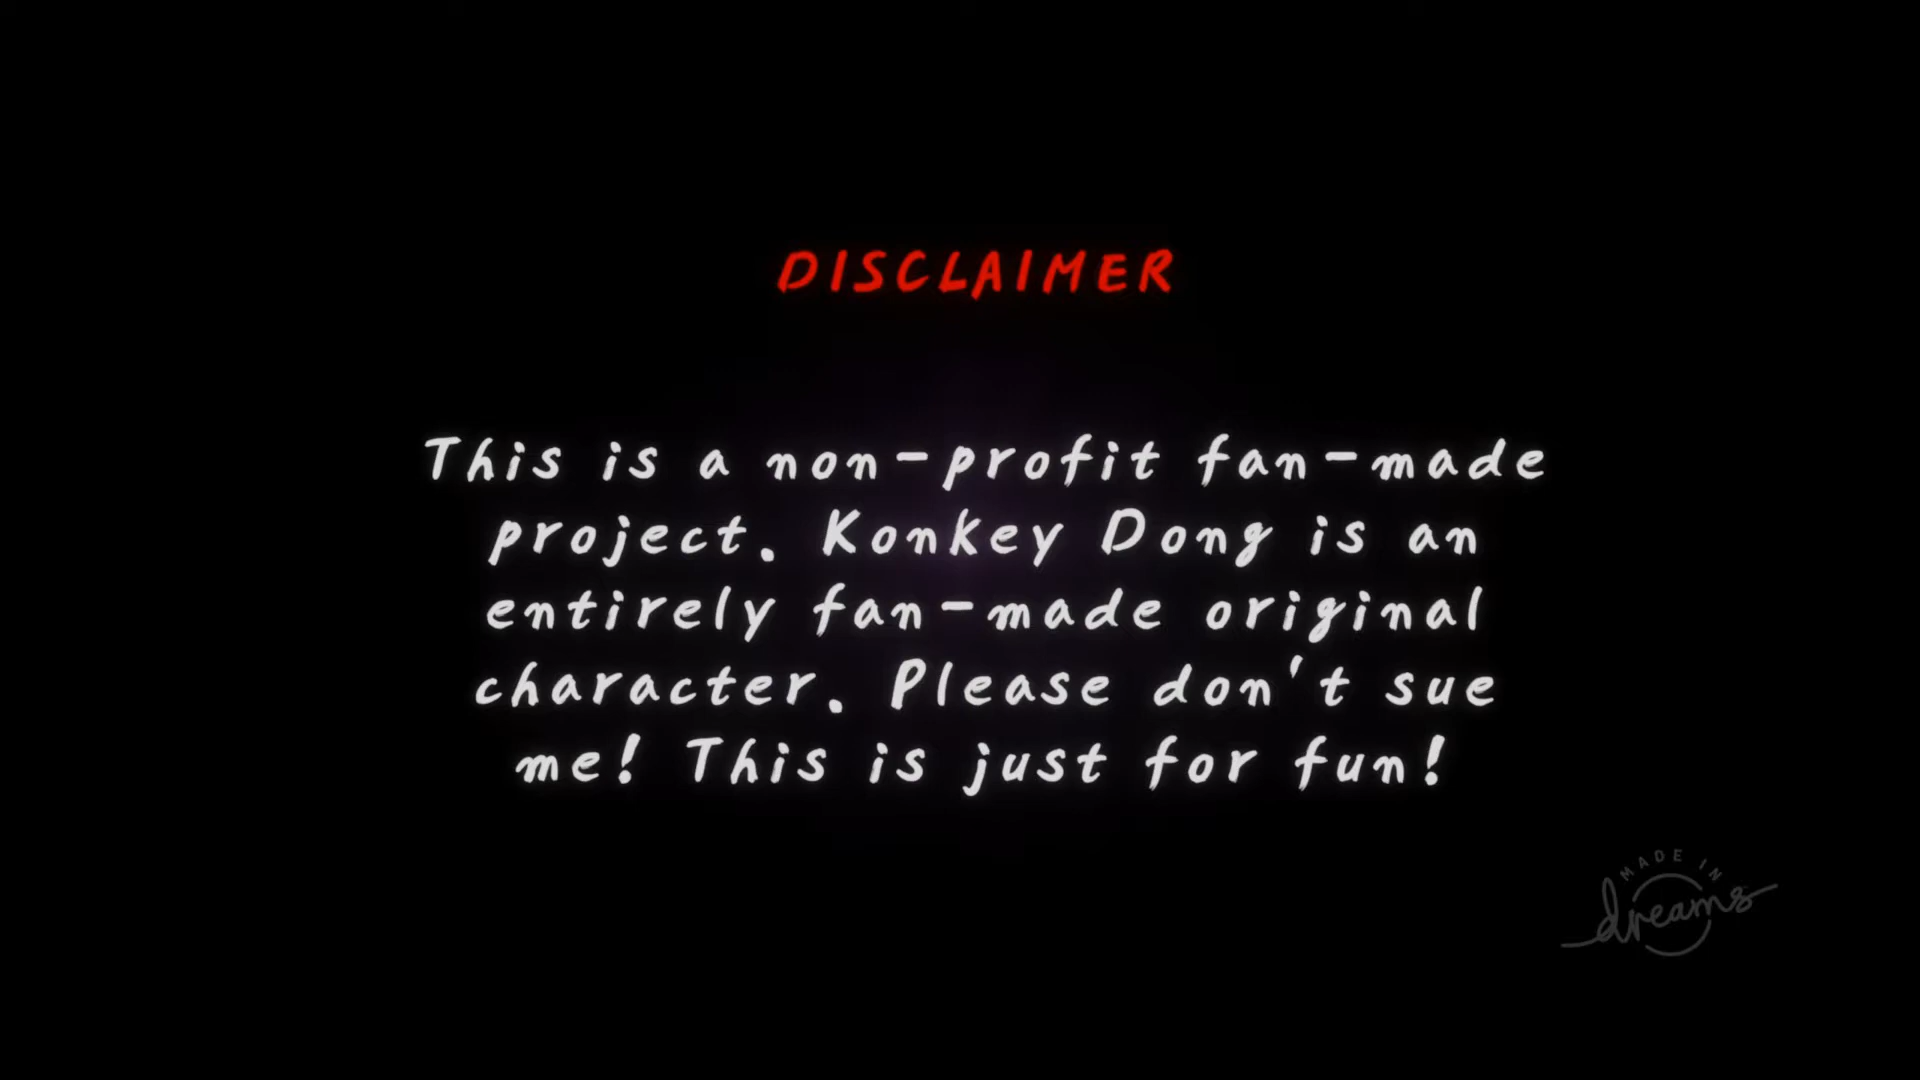 DISCLAIMER
This is a non-profit fan-made
project. Konkey Dong is an
entirely fan-made original
character. Please don't sue
me! This is just for fun!
MADE IN
dreams